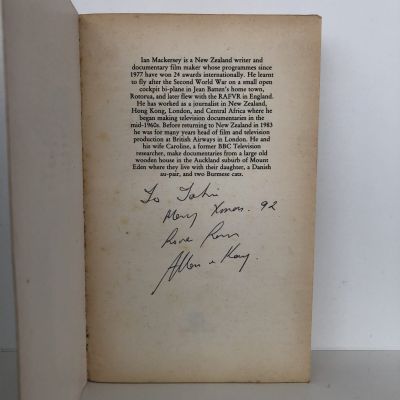 Ian Mackersey is a New Zealand writer and
documentary film maker whose programmes since
1977 have won 24 awards internationally. He learnt
to fly after the Second World War on a small open
cockpit bi-plane in Jean Batten's home town,
Rotorua, and later flew with the RAFVR in England.
He has worked as a journalist in New Zealand,
Hong Kong, London, and Central Africa where he
began making television documentaries in the
mid-1960s. Before returning to New Zealand in 1983
he was for many years head of film and television
production at British Airways in London. He and
his wife Caroline, a former BBC Television
researcher, make documentaries from a large old
wooden house in the Auckland suburb of Mount
Eden where they live with their daughter, a Danish
au-pair, and two Burmese cats.
To
Merry Xmas. 92
Allan & Kay.